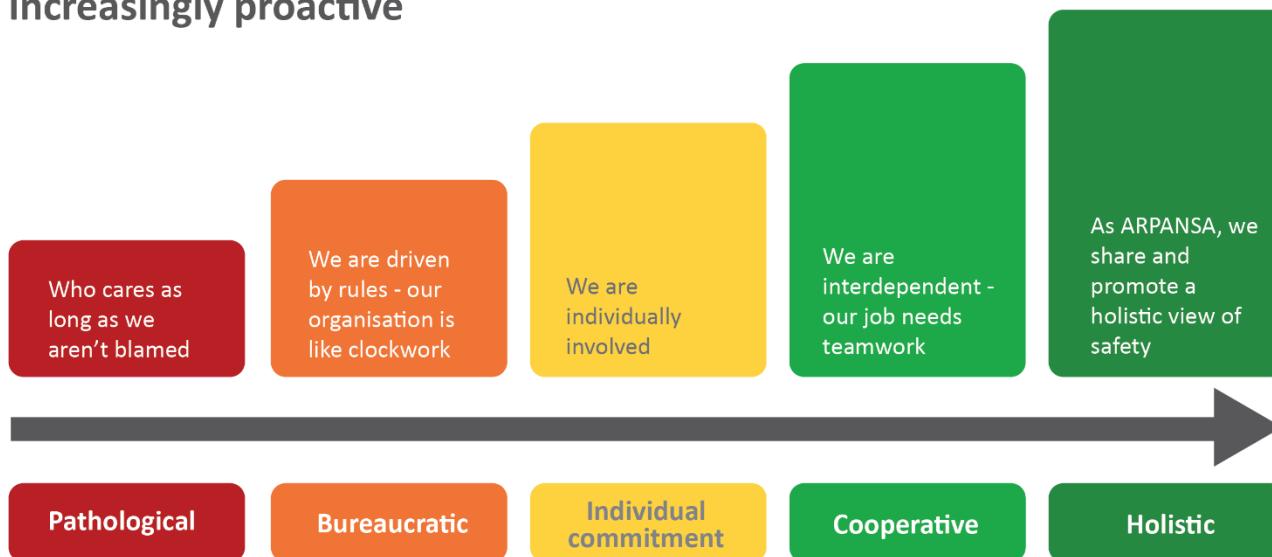 Increasingly proactive
Who cares as
long as we
aren't blamed
We are driven
by rules - our
organisation is
like clockwork
We are
individually
involved
We are
interdependent -
our job needs
teamwork
As ARPANSA, we
share and
promote a
holistic view of
safety
Pathological
Bureaucratic
Individual
commitment
Cooperative
Holistic